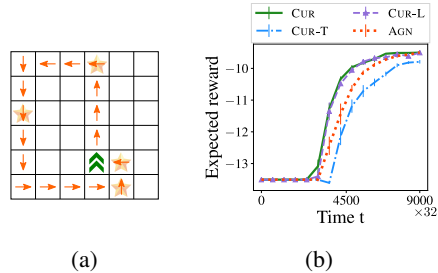 CUR
CUR-L
CUR-T
AGN
Expected reward
−10
−11
−12
−13
0
4500
9000
×32
Time t
(a)
(b)